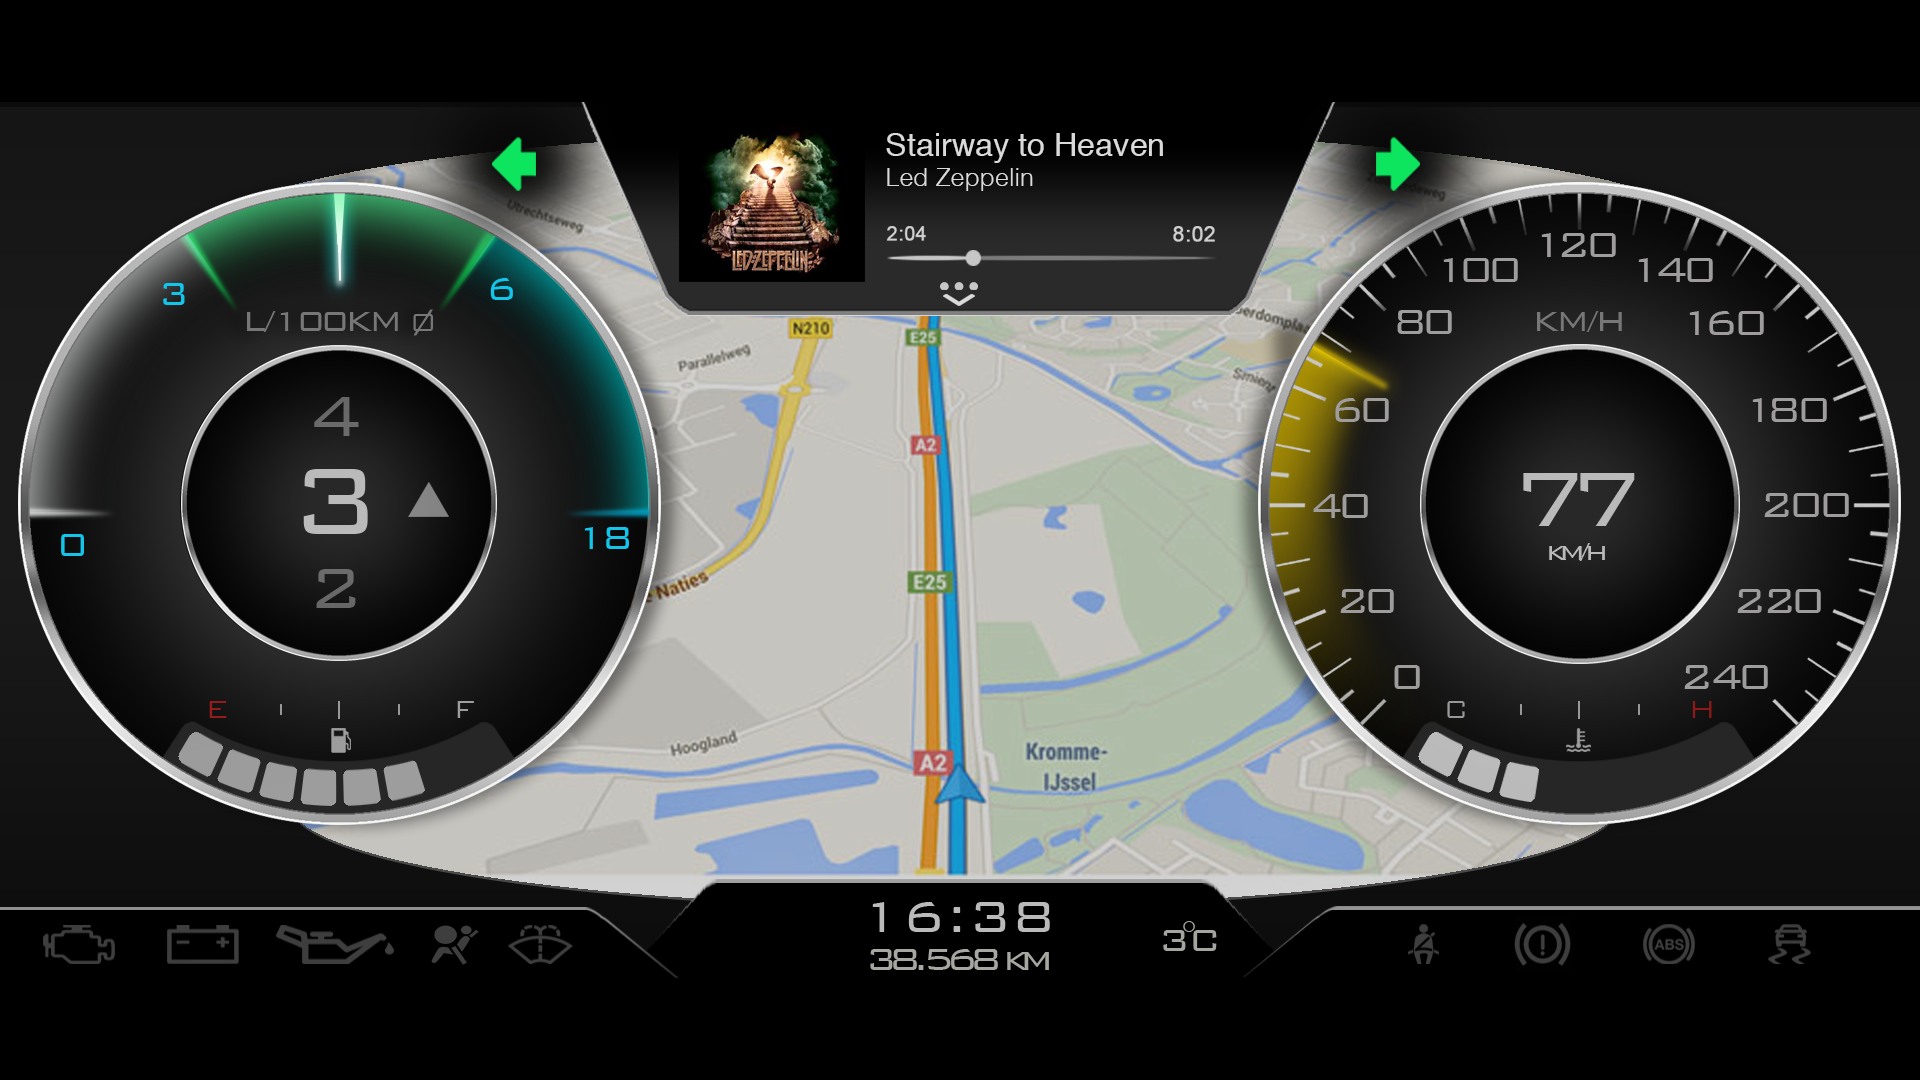 Stairway to Heaven
Led Zeppelin
2:04
8:02
LED ZEPPELIN
3
6
L/100KM Ø
4
3
2
0
18
E
F
Utrechtseweg
N210
E25
Parallelweg
A2
E25
Naties
Hoogland
A2
Kromme-
IJssel
0
20
40
60
80
100
120
140
160
180
200
220
240
KM/H
77
KM/H
C
H
16:38
38.568 KM
3°C
ABS